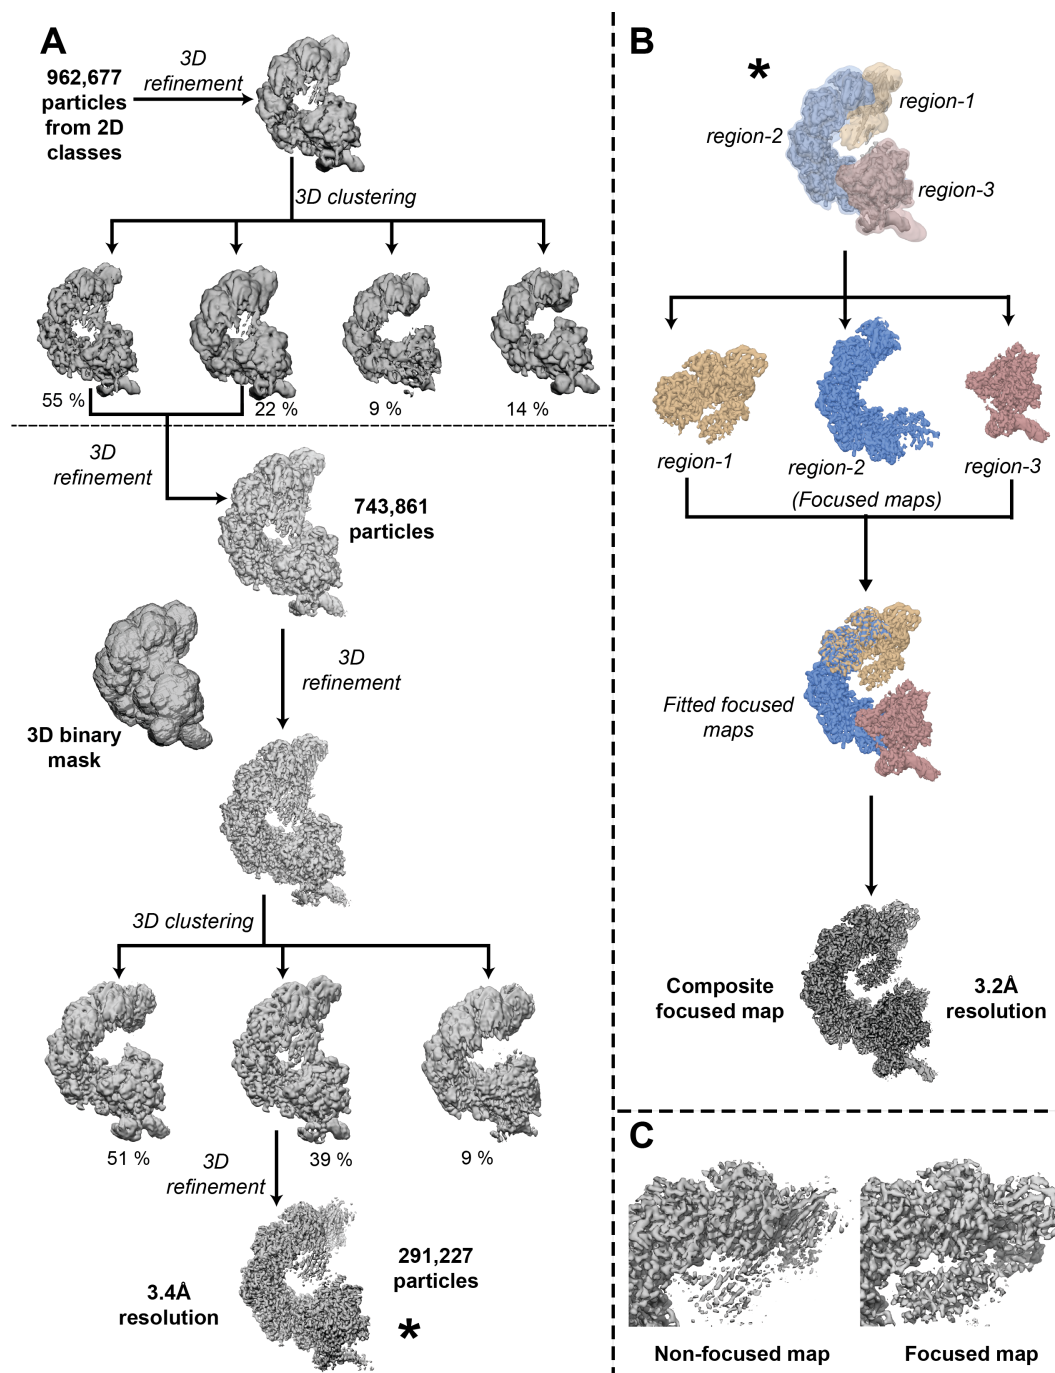 A
962,677
particles
from 2D
classes
3D
refinement
3D clustering
55 %
22 %
9 %
14 %
3D
refinement
743,861
particles
3D binary
mask
3D
refinement
3D clustering
51 %
39 %
9 %
3D
refinement
3.4Å
resolution
291,227
particles
*
B
*
region-1
region-2
region-3
region-1
region-2
region-3
(Focused maps)
Fitted focused
maps
Composite
focused map
3.2Å
resolution
C
Non-focused map
Focused map